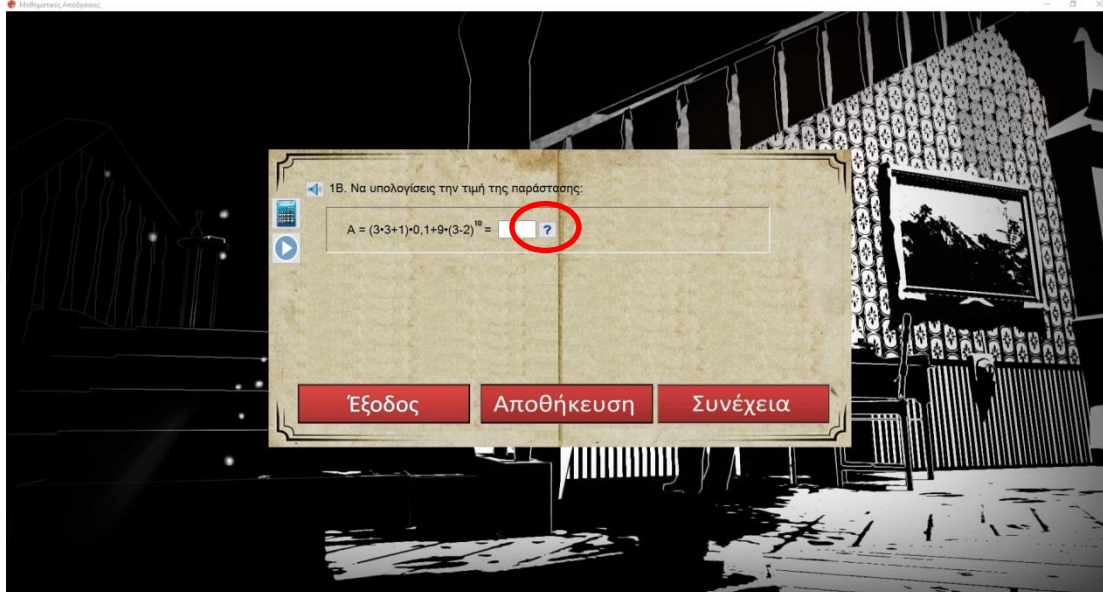 Μαθηματικές Αποδράσεις
1B. Να υπολογίσεις την τιμή της παράστασης:
A = (3•3+1)•0,1+9•(3-2)¹⁰ = ?
Έξοδος Αποθήκευση Συνέχεια